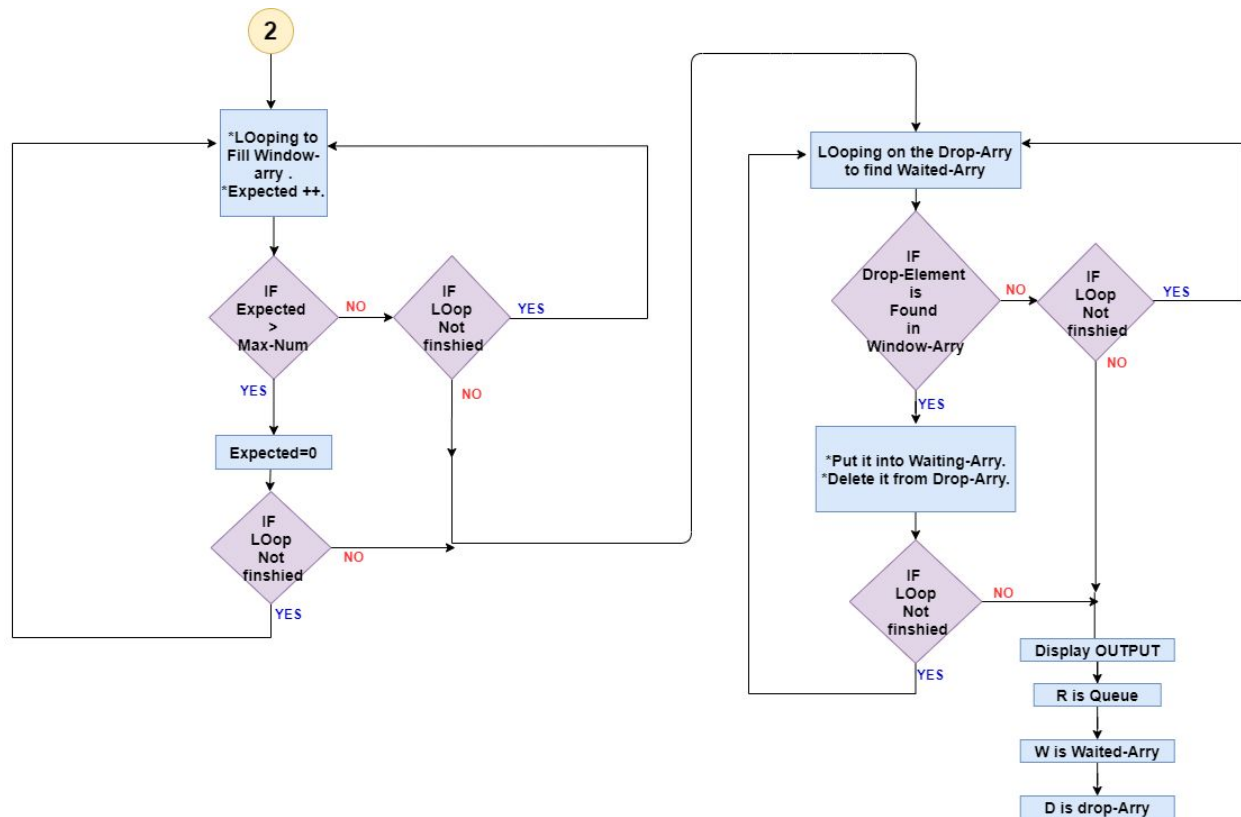 2
*LOoping to
Fill Window-
arry .
*Expected ++.
IF
Expected
>
Max-Num
NO
IF
LOop
Not
finshied
YES
NO
YES
Expected=0
IF
LOop
Not
finshied
NO
YES
LOoping on the Drop-Arry
to find Waited-Arry
IF
Drop-Element
is
Found
in
Window-Arry
NO
IF
LOop
Not
finshied
YES
NO
YES
*Put it into Waiting-Arry.
*Delete it from Drop-Arry.
IF
LOop
Not
finshied
NO
YES
Display OUTPUT
R is Queue
W is Waited-Arry
D is drop-Arry